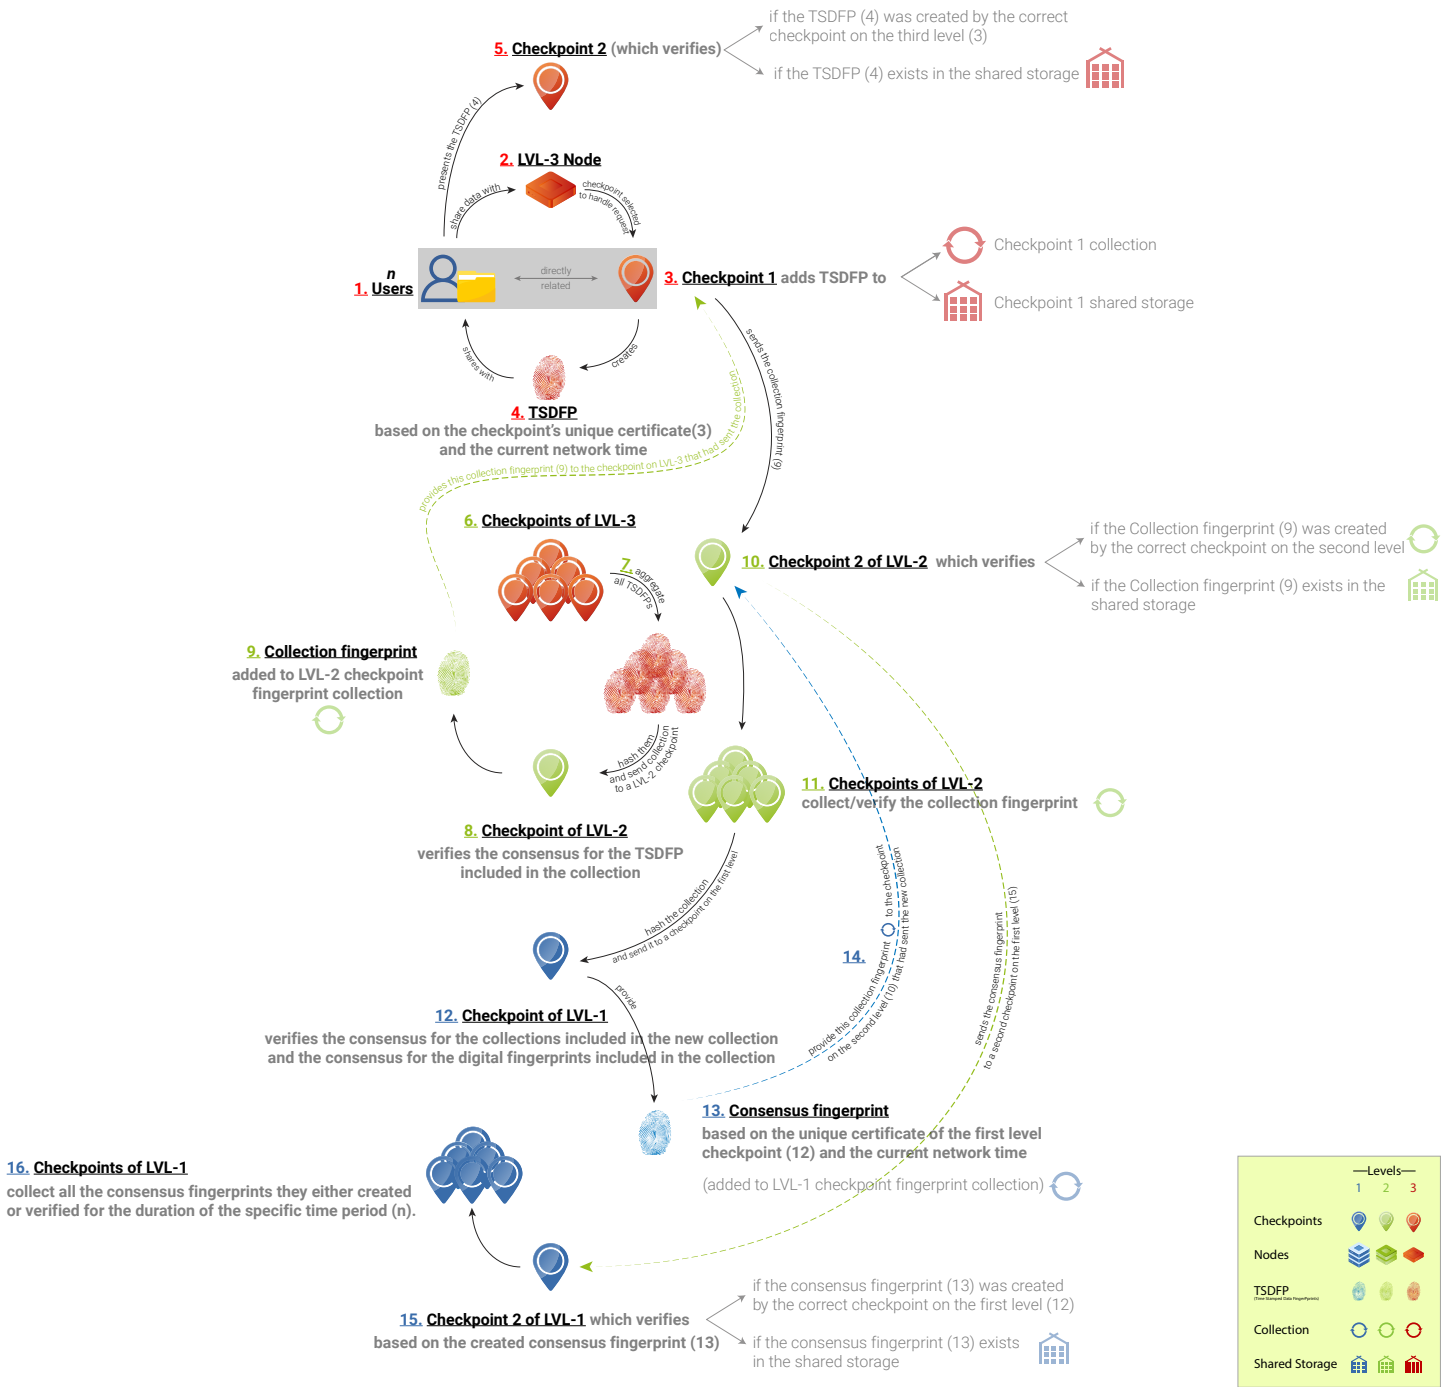 5. Checkpoint 2 (which verifies)
if the TSDFP (4) was created by the correct
checkpoint on the third level (3)
if the TSDFP (4) exists in the shared storage
presents the TSDFP (4)
2. LVL-3 Node
share data with
checkpoint selected
to handle request
n
1. Users
directly
related
3. Checkpoint 1 adds TSDFP to
Checkpoint 1 collection
Checkpoint 1 shared storage
shares with
creates
4. TSDFP
based on the checkpoint's unique certificate(3)
and the current network time
sends the collection fingerprint (9)
provides this collection fingerprint (9) to the checkpoint on LVL-3 that had sent the collection
6. Checkpoints of LVL-3
7. aggregate
all TSDFPs
10. Checkpoint 2 of LVL-2 which verifies
if the Collection fingerprint (9) was created
by the correct checkpoint on the second level
if the Collection fingerprint (9) exists in the
shared storage
9. Collection fingerprint
added to LVL-2 checkpoint
fingerprint collection
hash them
and send collection
to a LVL-2 checkpoint
8. Checkpoint of LVL-2
verifies the consensus for the TSDFP
included in the collection
11. Checkpoints of LVL-2
collect/verify the collection fingerprint
hash the collection
and send it to a checkpoint on the first level
14.
provide this collection fingerprint to the checkpoint
on the second level (10) that had sent the new collection
sends the consensus fingerprint
to a second checkpoint on the first level (15)
provide
12. Checkpoint of LVL-1
verifies the consensus for the collections included in the new collection
and the consensus for the digital fingerprints included in the collection
13. Consensus fingerprint
based on the unique certificate of the first level
checkpoint (12) and the current network time
(added to LVL-1 checkpoint fingerprint collection)
16. Checkpoints of LVL-1
collect all the consensus fingerprints they either created
or verified for the duration of the specific time period (n).
15. Checkpoint 2 of LVL-1 which verifies
based on the created consensus fingerprint (13)
if the consensus fingerprint (13) was created
by the correct checkpoint on the first level (12)
if the consensus fingerprint (13) exists
in the shared storage
Levels
1 2 3
Checkpoints
Nodes
TSDFP
(Time Stamped Data FingerPprints)
Collection
Shared Storage